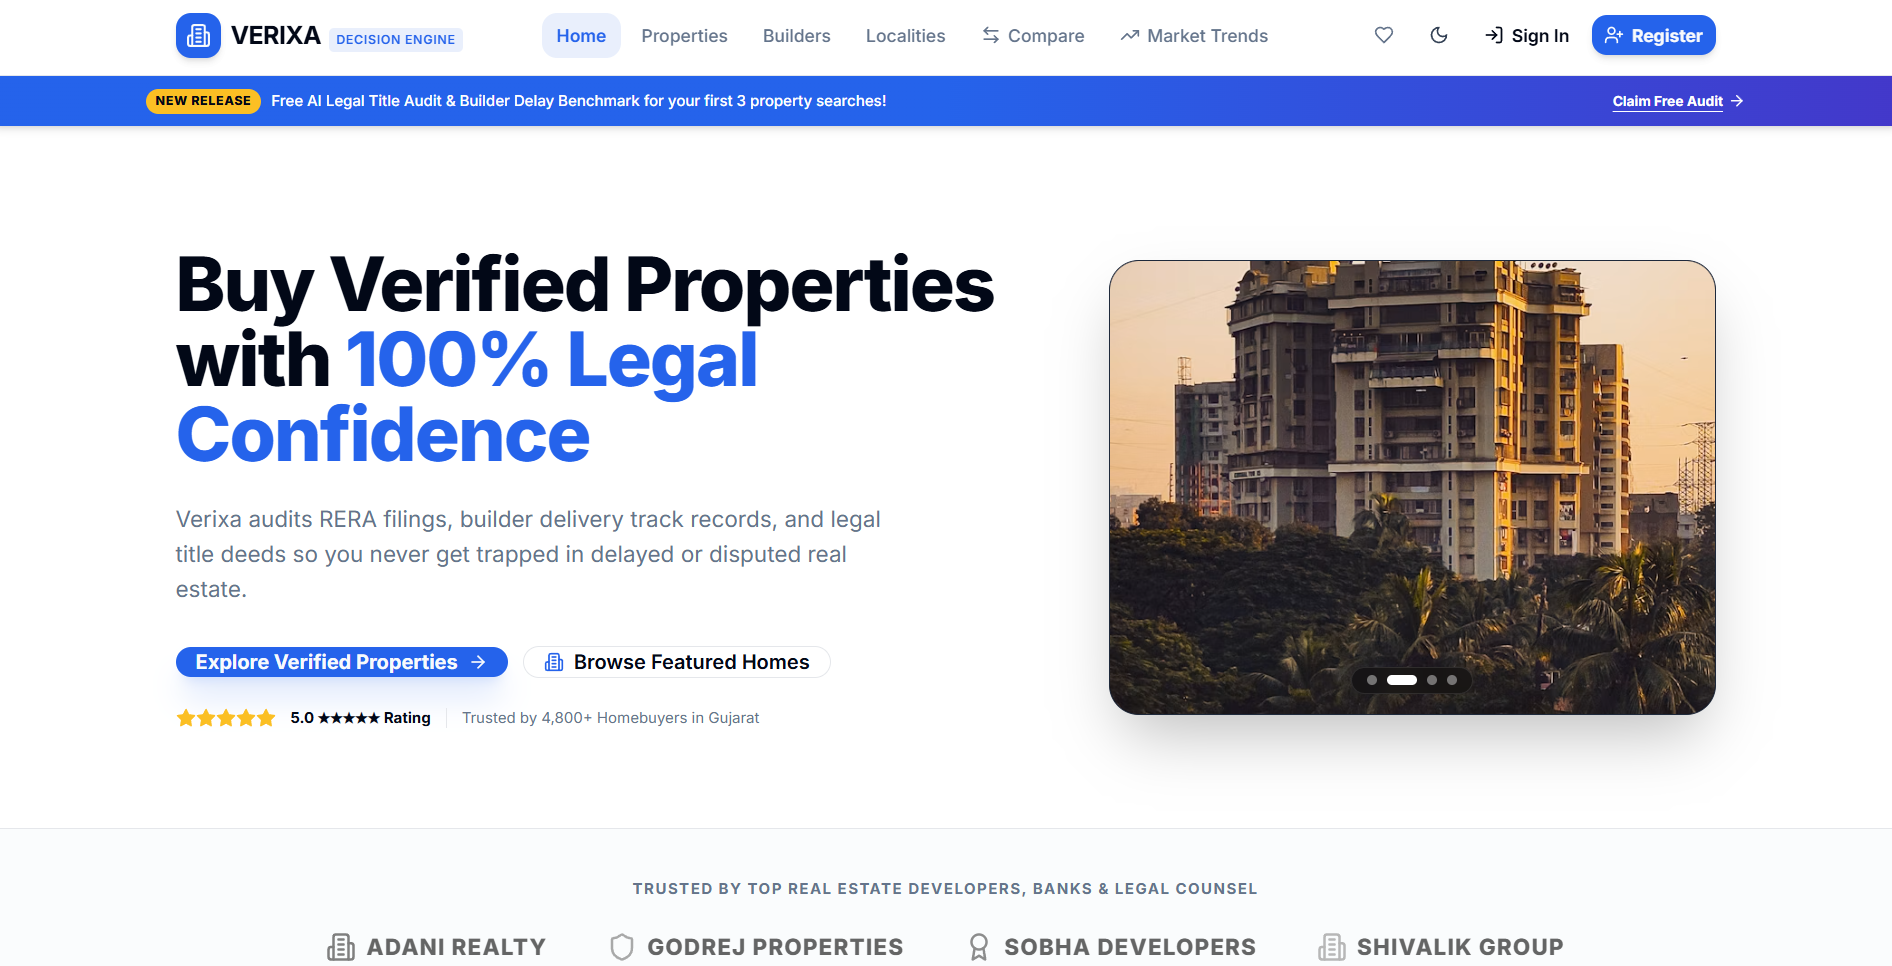 VERIXA DECISION ENGINE Home Properties Builders Localities Compare Market Trends Sign In Register
NEW RELEASE Free AI Legal Title Audit & Builder Delay Benchmark for your first 3 property searches! Claim Free Audit →
Buy Verified Properties
with 100% Legal
Confidence
Verixa audits RERA filings, builder delivery track records, and legal
title deeds so you never get trapped in delayed or disputed real
estate.
Explore Verified Properties → Browse Featured Homes
5.0 ★★★★★ Rating Trusted by 4,800+ Homebuyers in Gujarat
TRUSTED BY TOP REAL ESTATE DEVELOPERS, BANKS & LEGAL COUNSEL
ADANI REALTY GODREJ PROPERTIES SOBHA DEVELOPERS SHIVALIK GROUP